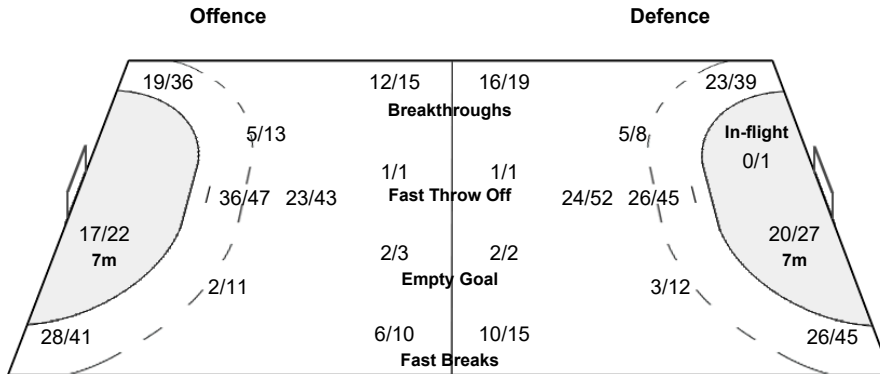 Offence Defence
19/36 12/15 16/19 23/39
Breakthroughs
5/13 5/8 In-flight
0/1
1/1 1/1
36/47 23/43 Fast Throw Off 24/52 26/45
17/22 20/27
7m 7m
2/3 2/2
Empty Goal
2/11 3/12
28/41 6/10 10/15 26/45
Fast Breaks